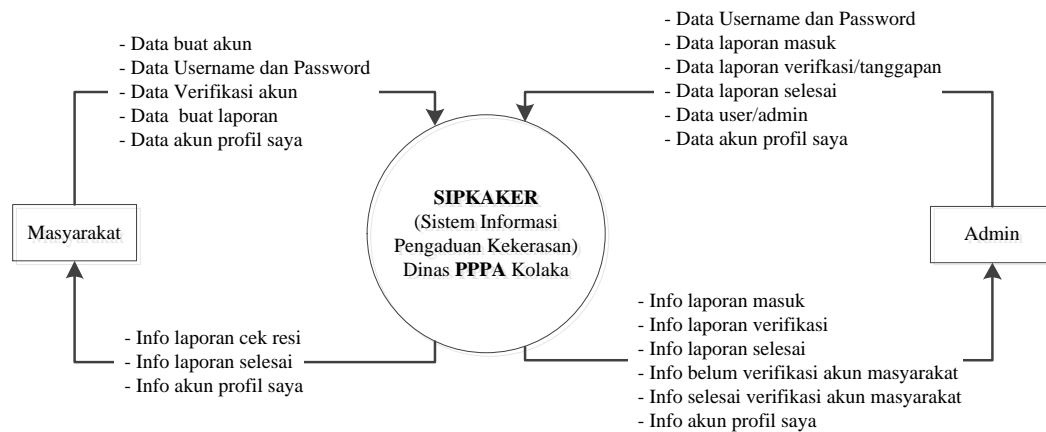 - Data buat akun
- Data Username dan Password
- Data Verifikasi akun
- Data buat laporan
- Data akun profil saya
- Data Username dan Password
- Data laporan masuk
- Data laporan verifkasi/tanggapan
- Data laporan selesai
- Data user/admin
- Data akun profil saya
Masyarakat
SIPKAKER
(Sistem Informasi
Pengaduan Kekerasan)
Dinas PPPA Kolaka
Admin
- Info laporan cek resi
- Info laporan selesai
- Info akun profil saya
- Info laporan masuk
- Info laporan verifikasi
- Info laporan selesai
- Info belum verifikasi akun masyarakat
- Info selesai verifikasi akun masyarakat
- Info akun profil saya